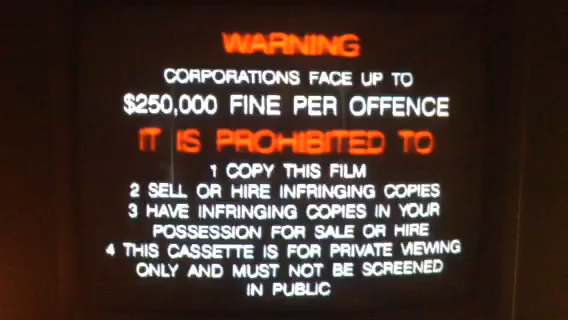 WARNING
CORPORATIONS FACE UP TO
$250,000 FINE PER OFFENCE
IT IS PROHIBITED TO
1 COPY THIS FILM
2 SELL OR HIRE INFRINGING COPIES
3 HAVE INFRINGING COPIES IN YOUR
POSSESSION FOR SALE OR HIRE
4 THIS CASSETTE IS FOR PRIVATE VIEWING
ONLY AND MUST NOT BE SCREENED
IN PUBLIC